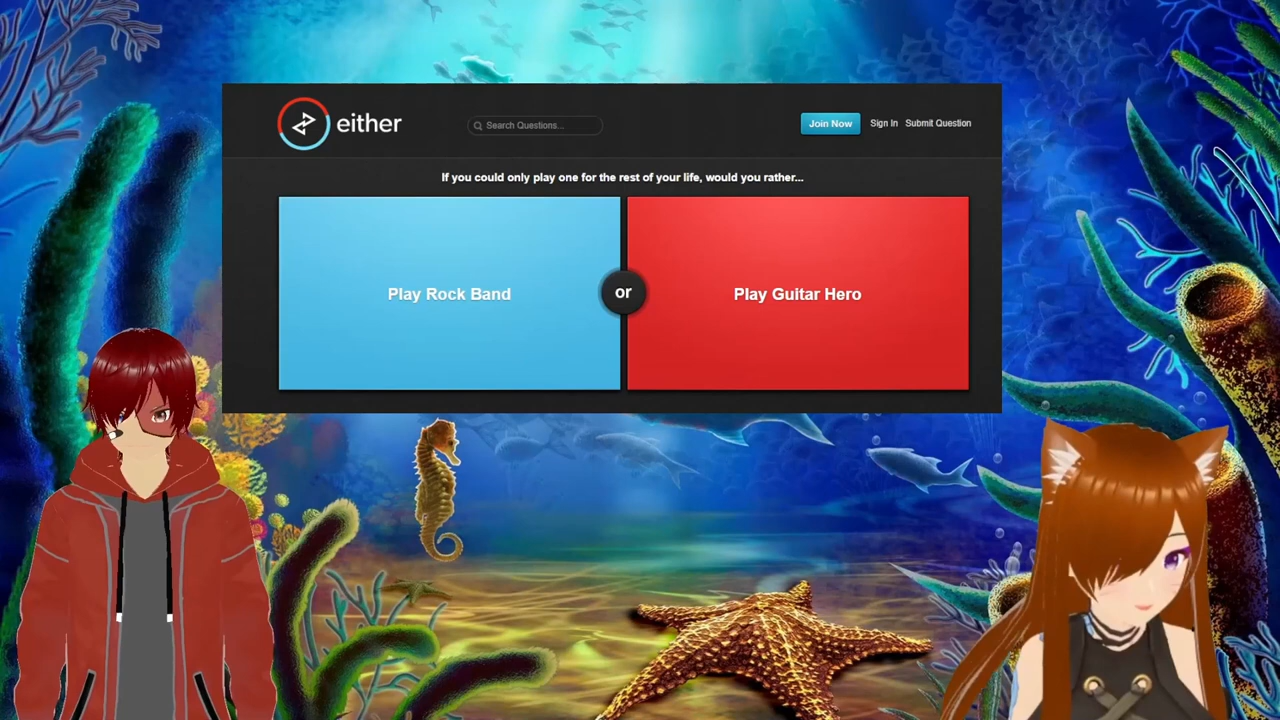 either
Search Questions...
Join Now
Sign In
Submit Question
If you could only play one for the rest of your life, would you rather...
Play Rock Band
or
Play Guitar Hero